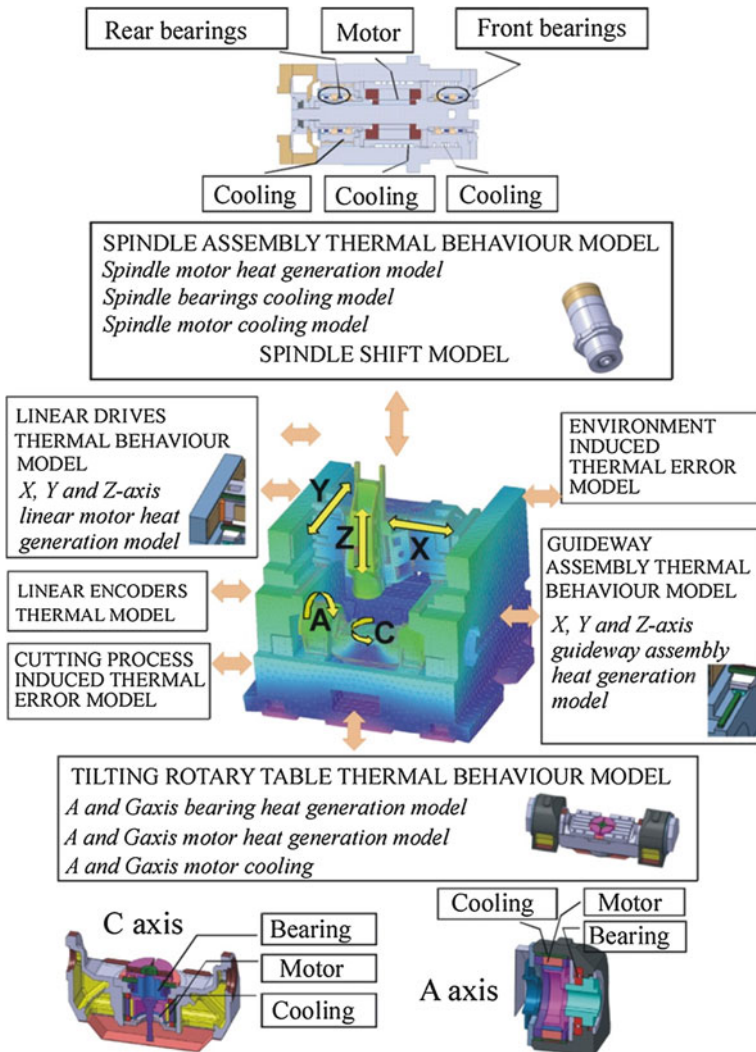 Rear bearings
Motor
Front bearings
Cooling
Cooling
Cooling
SPINDLE ASSEMBLY THERMAL BEHAVIOUR MODEL
Spindle motor heat generation model
Spindle bearings cooling model
Spindle motor cooling model
SPINDLE SHIFT MODEL
LINEAR DRIVES
THERMAL BEHAVIOUR
MODEL
X, Y and Z-axis
linear motor heat
generation model
ENVIRONMENT
INDUCED
THERMAL ERROR
MODEL
Y
Z
X
A
C
LINEAR ENCODERS
THERMAL MODEL
CUTTING PROCESS
INDUCED THERMAL
ERROR MODEL
GUIDEWAY
ASSEMBLY THERMAL
BEHAVIOUR MODEL
X, Y and Z-axis
guideway assembly
heat generation
model
TILTING ROTARY TABLE THERMAL BEHAVIOUR MODEL
A and Gaxis bearing heat generation model
A and Gaxis motor heat generation model
A and Gaxis motor cooling
C axis
Bearing
Motor
Cooling
Cooling
Motor
Bearing
A axis